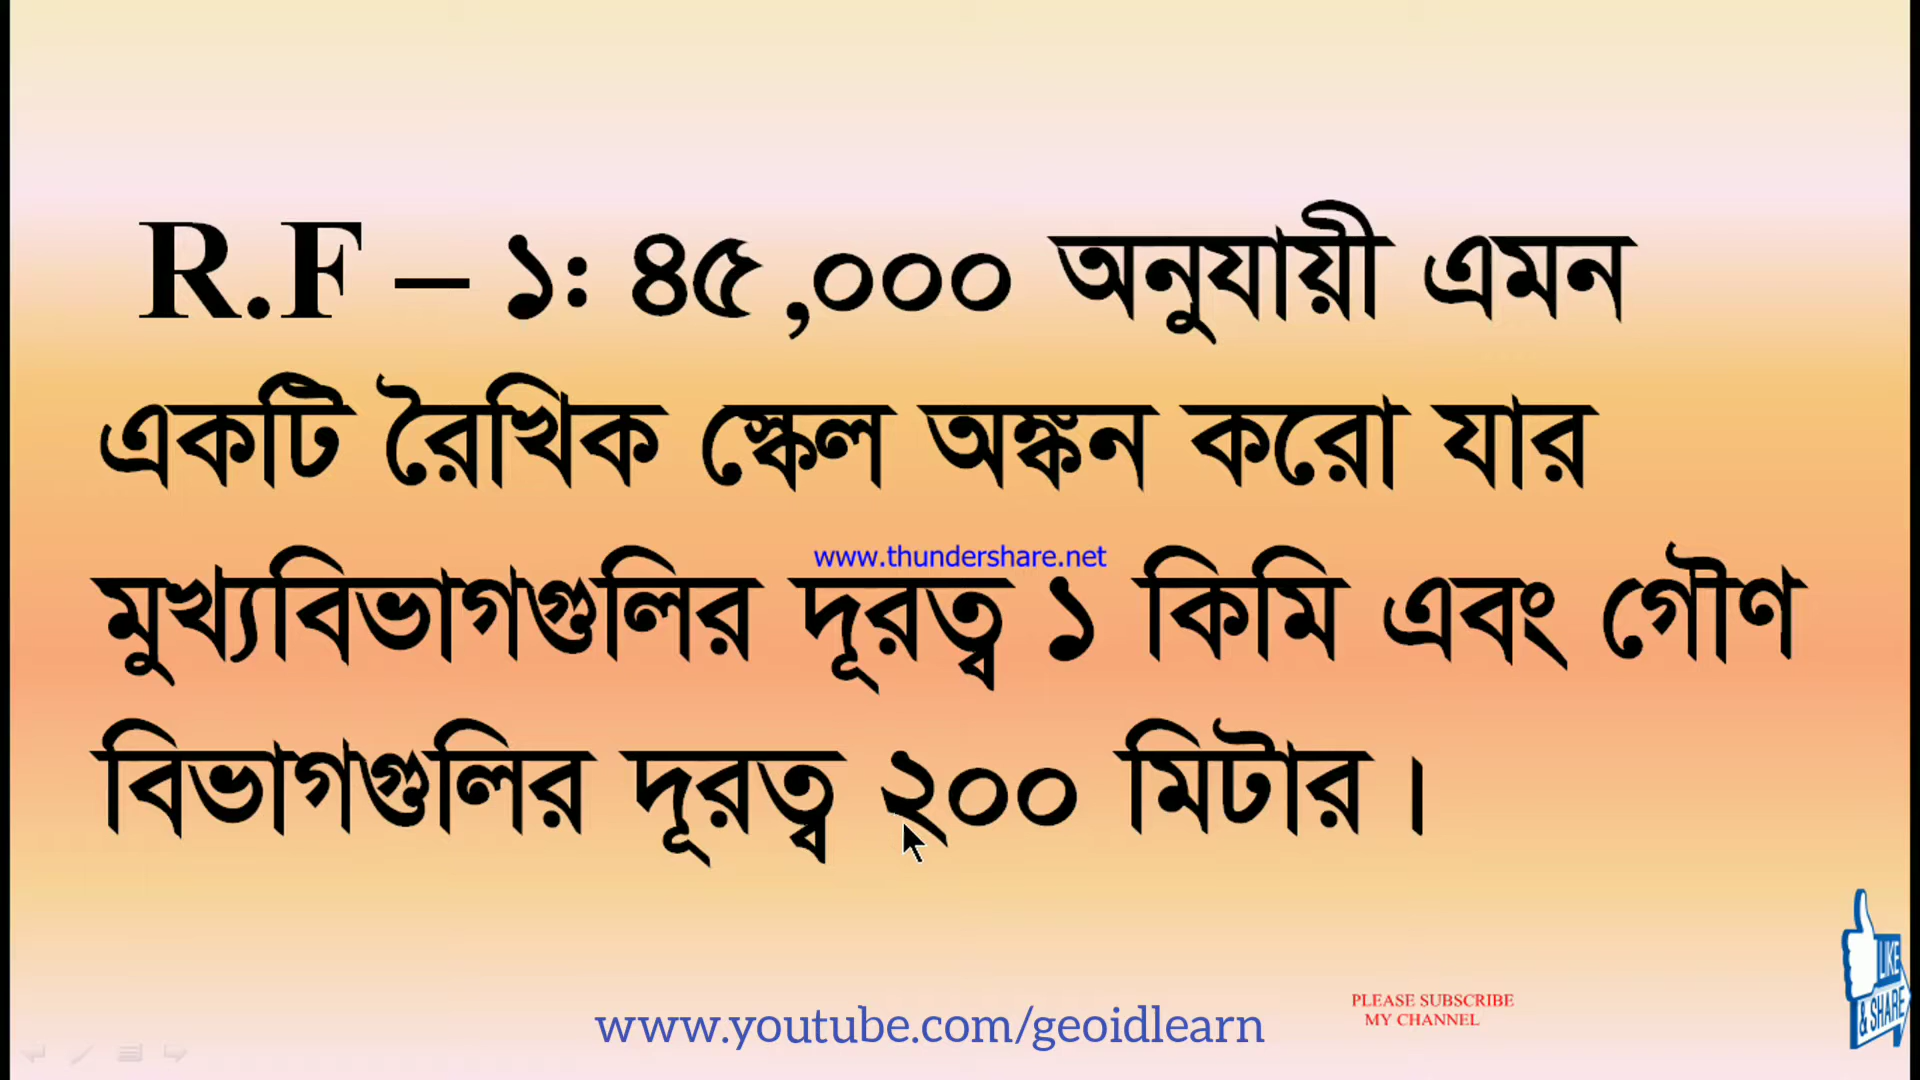 R.F – ১: ৪৫,০০০ অনুযায়ী এমন
একটি রৈখিক স্কেল অঙ্কন করো যার
www.thundershare.net
মুখ্যবিভাগগুলির দূরত্ব ১ কিমি এবং গৌণ
বিভাগগুলির দূরত্ব ২০০ মিটার।
LIKE
& SHARE
PLEASE SUBSCRIBE
MY CHANNEL
www.youtube.com/geoidlearn